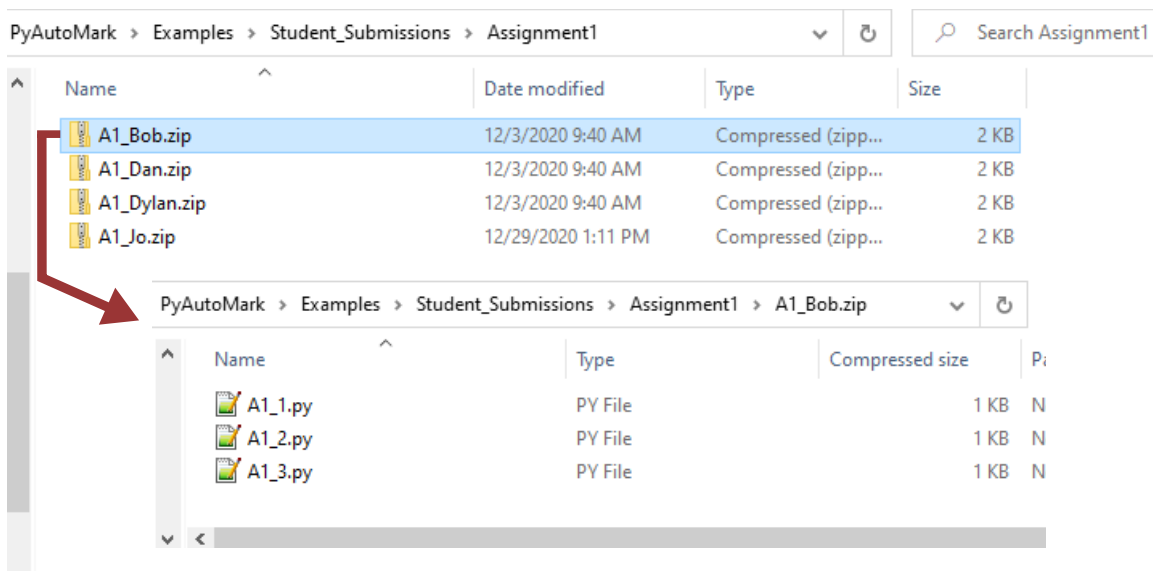 PyAutoMark > Examples > Student_Submissions > Assignment1 Search Assignment1
Name Date modified Type Size
A1_Bob.zip 12/3/2020 9:40 AM Compressed (zipp... 2 KB
A1_Dan.zip 12/3/2020 9:40 AM Compressed (zipp... 2 KB
A1_Dylan.zip 12/3/2020 9:40 AM Compressed (zipp... 2 KB
A1_Jo.zip 12/29/2020 1:11 PM Compressed (zipp... 2 KB
PyAutoMark > Examples > Student_Submissions > Assignment1 > A1_Bob.zip
Name Type Compressed size
A1_1.py PY File 1 KB N
A1_2.py PY File 1 KB N
A1_3.py PY File 1 KB N